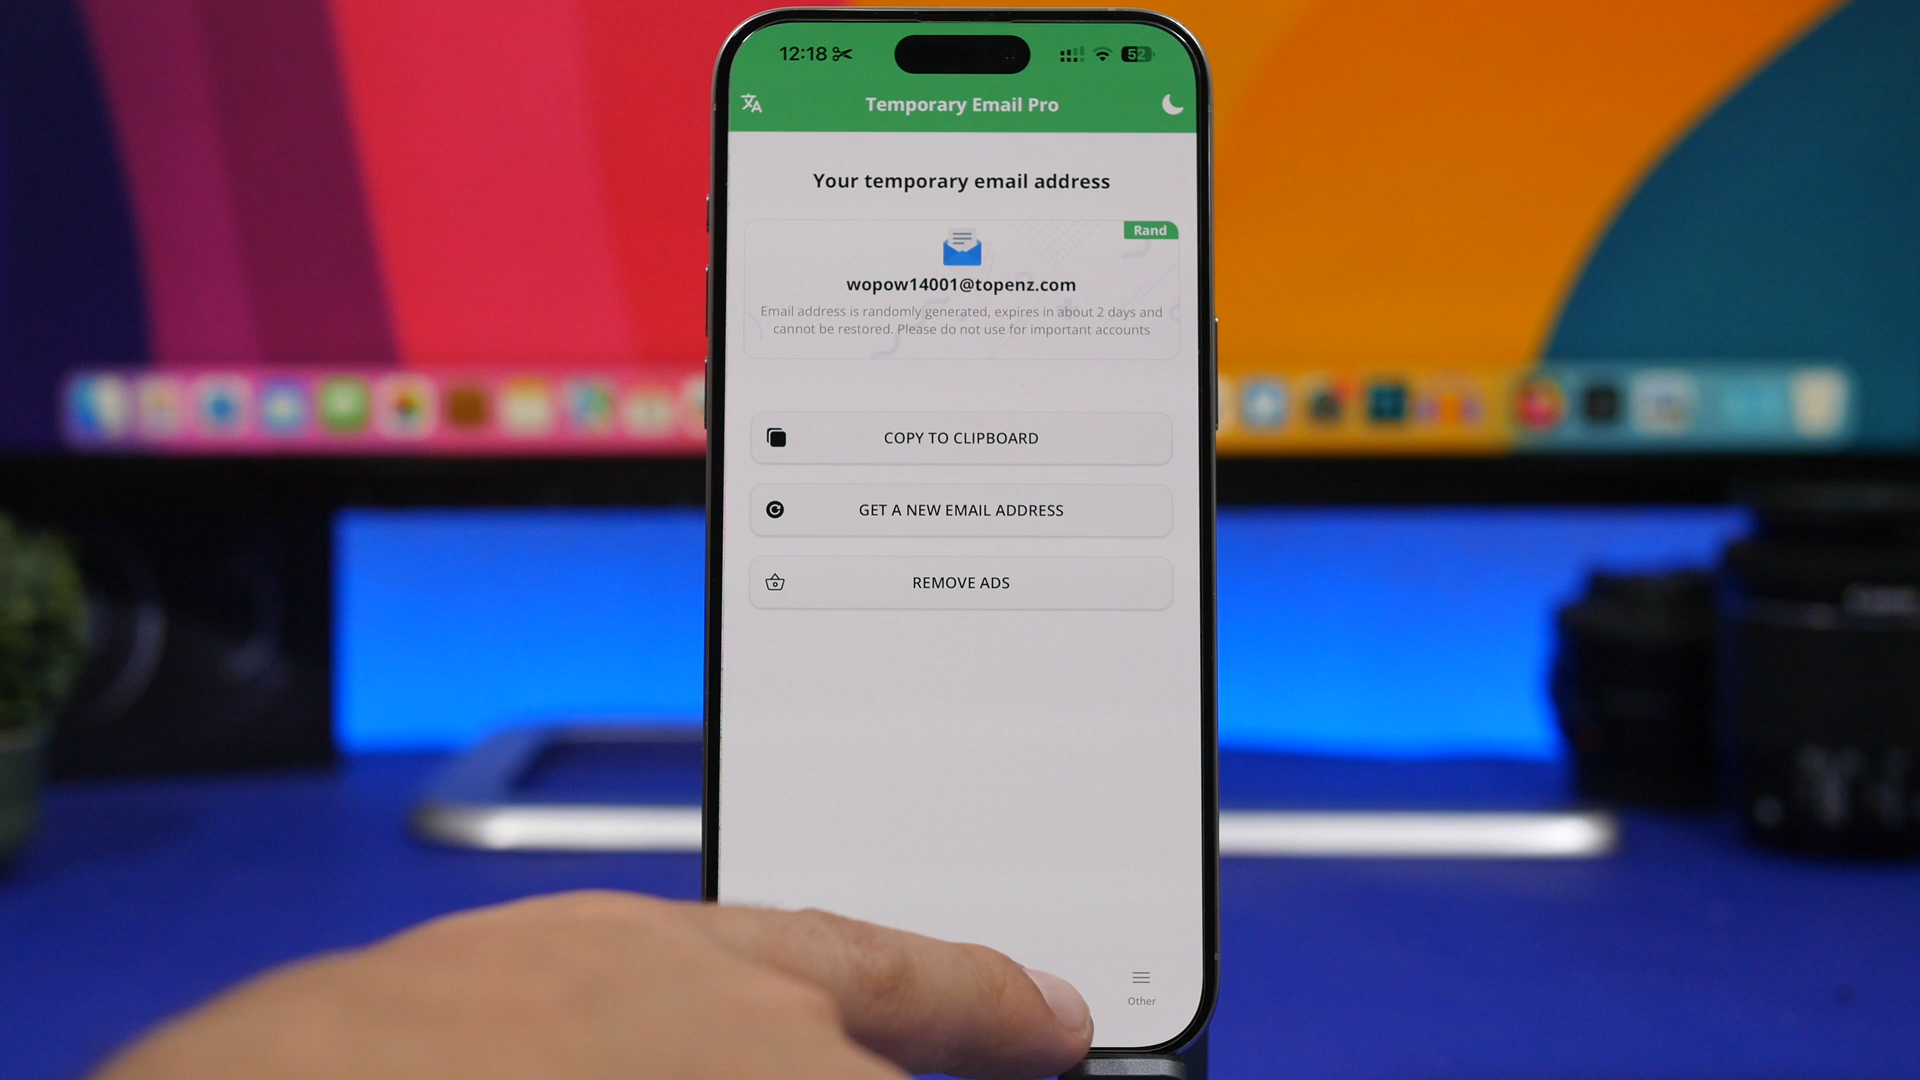 12:18
52
Temporary Email Pro
Your temporary email address
Rand
wopow14001@topenz.com
Email address is randomly generated, expires in about 2 days and
cannot be restored. Please do not use for important accounts
COPY TO CLIPBOARD
GET A NEW EMAIL ADDRESS
REMOVE ADS
Other